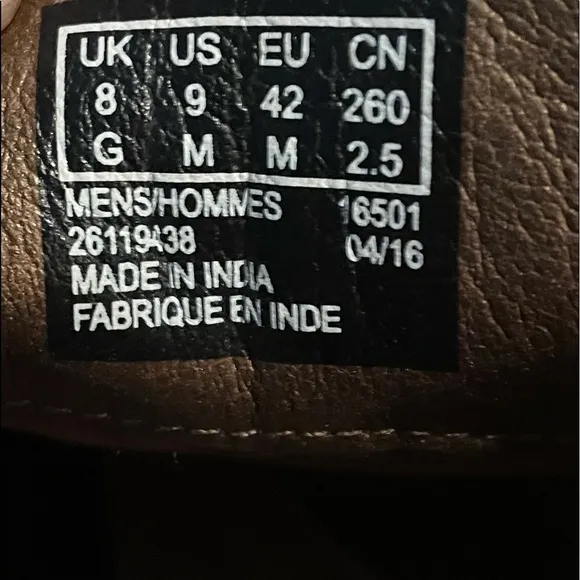 UK US EU CN
8 9 42 260
G M M 2.5
MENS/HOMMES 16501
26119438 04/16
MADE IN INDIA
FABRIQUE EN INDE